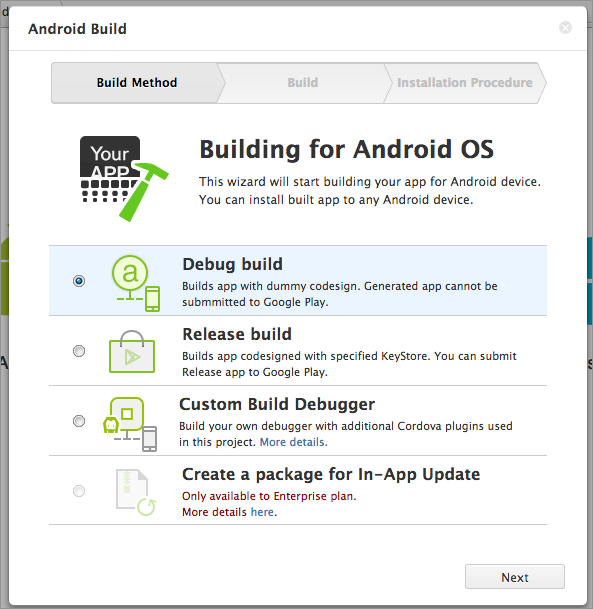 Android Build
Build Method
Build
Installation Procedure
Your
APP
Building for Android OS
This wizard will start building your app for Android device.
You can install built app to any Android device.
a
Debug build
Builds app with dummy codesign. Generated app cannot be
submmitted to Google Play.
Release build
Builds app codesigned with specified KeyStore. You can submit
Release app to Google Play.
Custom Build Debugger
Build your own debugger with additional Cordova plugins used
in this project. More details.
Create a package for In-App Update
Only available to Enterprise plan.
More details here.
Next